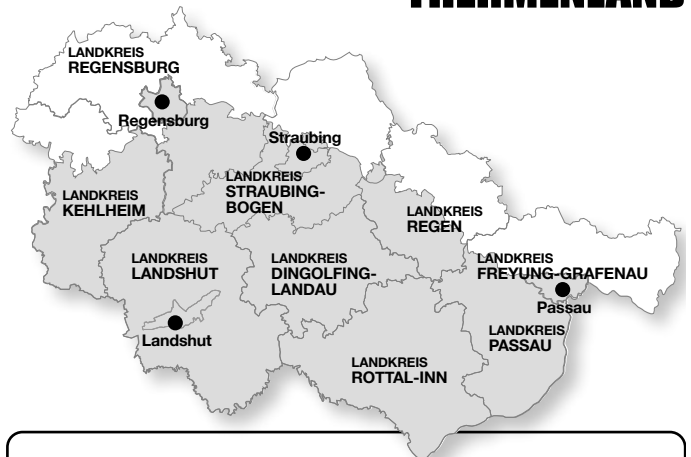 THERMENLAND
LANDKREIS
REGENSBURG
Regensburg
Straubing
LANDKREIS
KEHLHEIM
LANDKREIS
STRAUBING-
BOGEN
LANDKREIS
REGEN
LANDKREIS
LANDSHUT
LANDKREIS
DINGOLFING-
LANDAU
LANDKREIS
FREYUNG-GRAFENAU
Passau
Landshut
LANDKREIS
PASSAU
LANDKREIS
ROTTAL-INN